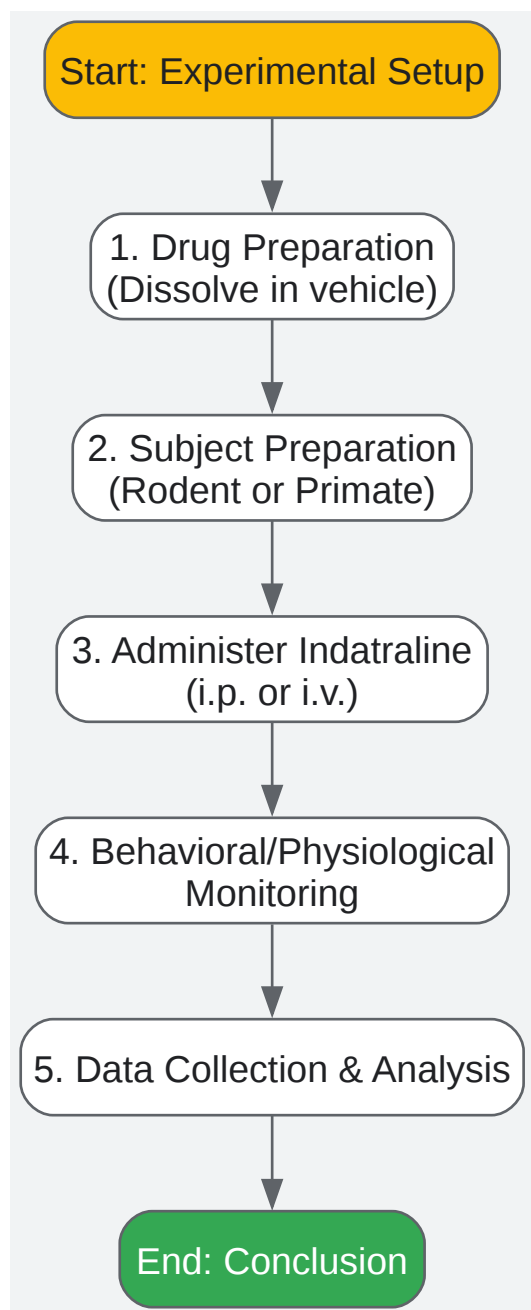 Start: Experimental Setup
1. Drug Preparation
(Dissolve in vehicle)
2. Subject Preparation
(Rodent or Primate)
3. Administer Indatraline
(i.p. or i.v.)
4. Behavioral/Physiological
Monitoring
5. Data Collection & Analysis
End: Conclusion